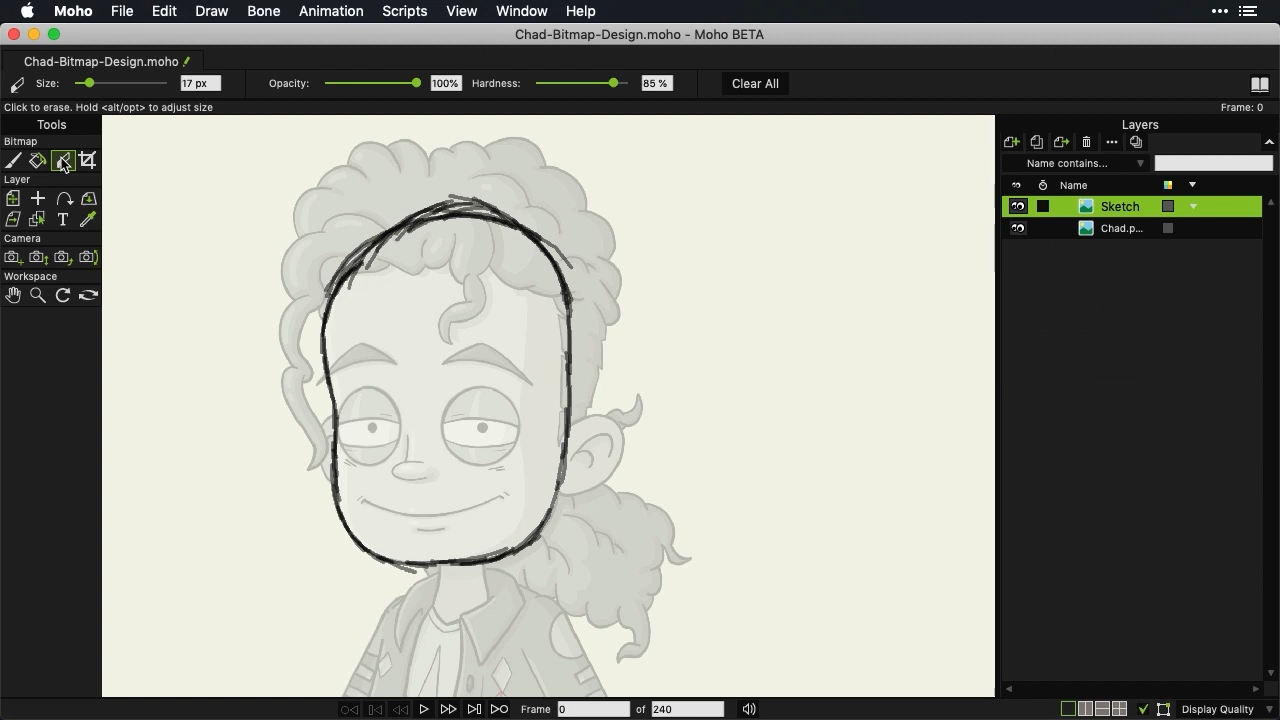 Moho File Edit Draw Bone Animation Scripts View Window Help
Chad-Bitmap-Design.moho - Moho BETA
Chad-Bitmap-Design.moho
Size: 17 px Opacity: 100% Hardness: 85 % Clear All
Click to erase. Hold <alt/opt> to adjust size Frame: 0
Tools
Layers
Bitmap
Name contains...
Layer
Name
Sketch
Chad.p...
Camera
Workspace
Frame 0 of 240 Display Quality